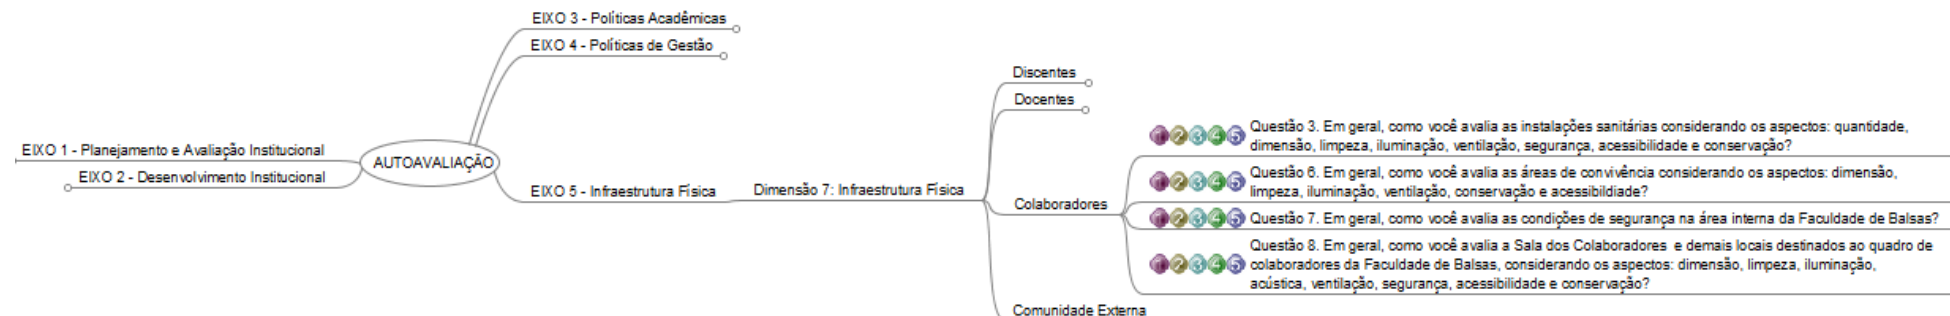 EIXO 3 - Políticas Acadêmicas
EIXO 4 - Políticas de Gestão
EIXO 1 - Planejamento e Avaliação Institucional
EIXO 2 - Desenvolvimento Institucional
AUTOAVALIAÇÃO
EIXO 5 - Infraestrutura Física
Dimensão 7: Infraestrutura Física
Discentes
Docentes
Colaboradores
1 2 3 4 5 Questão 3. Em geral, como você avalia as instalações sanitárias considerando os aspectos: quantidade,
dimensão, limpeza, iluminação, ventilação, segurança, acessibilidade e conservação?
1 2 3 4 5 Questão 6. Em geral, como você avalia as áreas de convivência considerando os aspectos: dimensão,
limpeza, iluminação, ventilação, conservação e acessibildiade?
1 2 3 4 5 Questão 7. Em geral, como você avalia as condições de segurança na área interna da Faculdade de Balsas?
1 2 3 4 5 Questão 8. Em geral, como você avalia a Sala dos Colaboradores e demais locais destinados ao quadro de
colaboradores da Faculdade de Balsas, considerando os aspectos: dimensão, limpeza, iluminação,
acústica, ventilação, segurança, acessibilidade e conservação?
Comunidade Externa